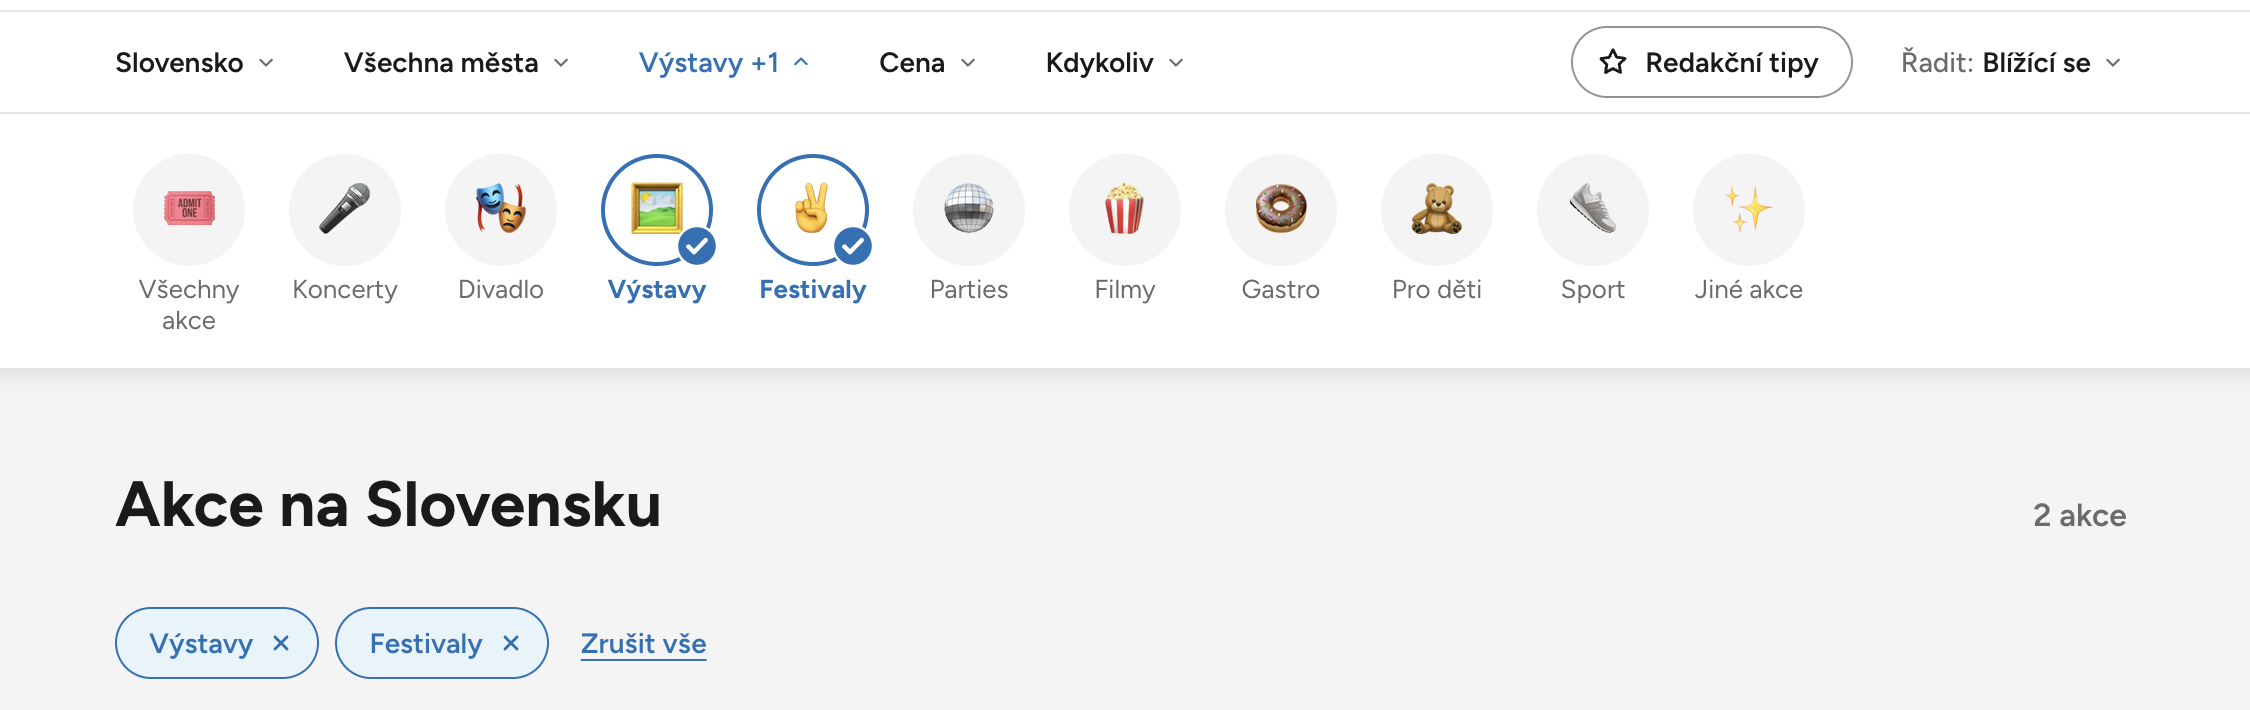 Slovensko Všechna města Výstavy +1 Cena Kdykoliv Redakční tipy Řadit: Blížící se
ADMIT
ONE
Všechny Koncerty Divadlo Výstavy Festivaly Parties Filmy Gastro Pro děti Sport Jiné akce
akce
Akce na Slovensku
2 akce
Výstavy Festivaly Zrušit vše